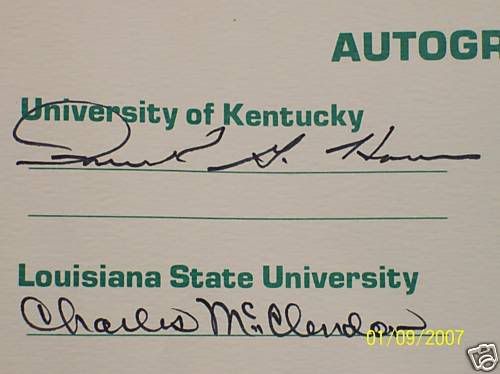 AUTOGR
University of Kentucky
G.
Louisiana State University
Charles McClendon
01/09/2007